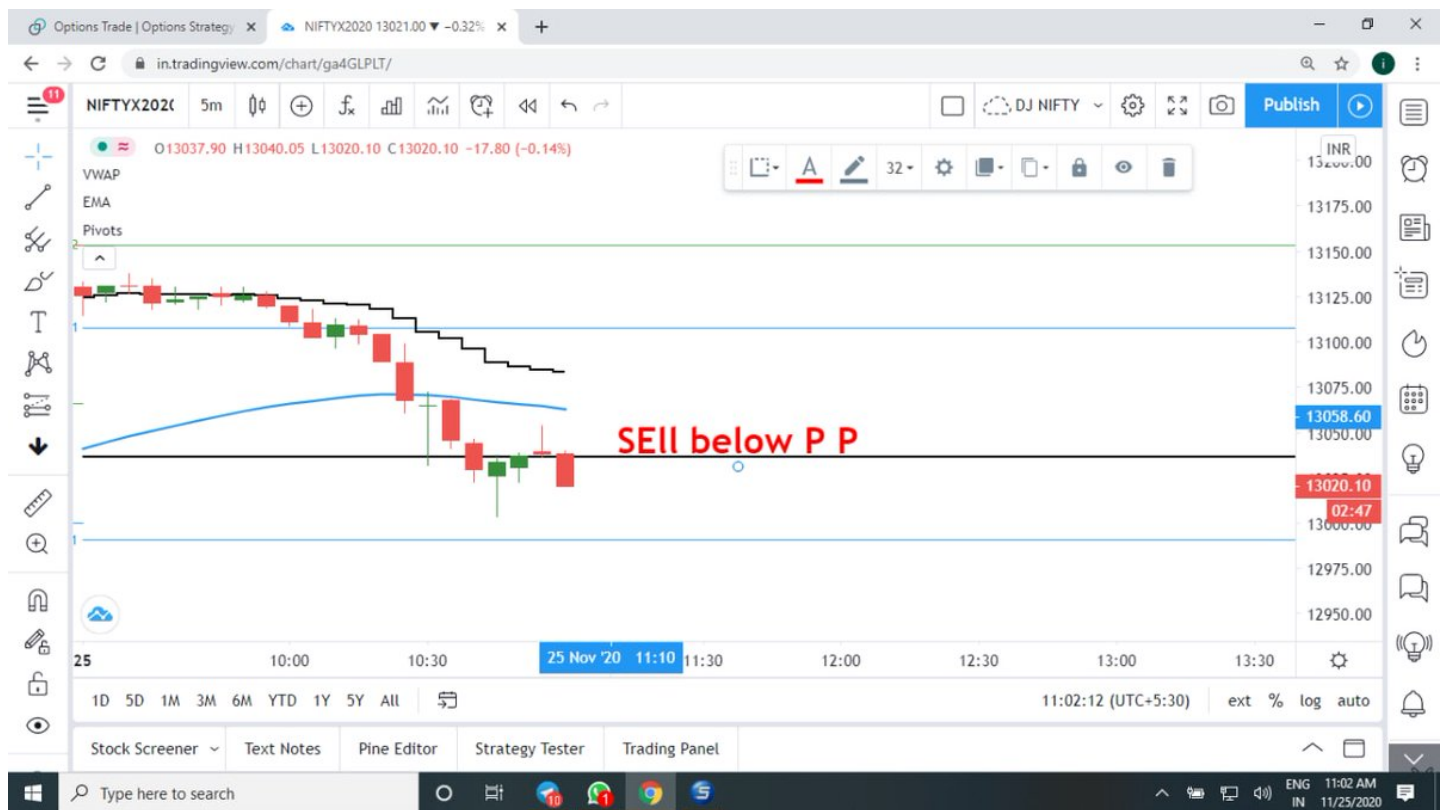 Options Trade | Options Strategy
NIFTYX2020 13021.00 ▼ −0.32%
in.tradingview.com/chart/ga4GLPLT/
11
NIFTYX202
5m
DJ NIFTY
Publish
O13037.90 H13040.05 L13020.10 C13020.10 −17.80 (−0.14%)
VWAP
EMA
Pivots
32
INR
13175.00
13150.00
13125.00
13100.00
13075.00
13058.60
13050.00
13020.10
02:47
13000.00
12975.00
12950.00
SEll below P P
25 10:00 10:30 25 Nov '20 11:10 11:30 12:00 12:30 13:00 13:30
1D 5D 1M 3M 6M YTD 1Y 5Y All
11:02:12 (UTC+5:30) ext % log auto
Stock Screener Text Notes Pine Editor Strategy Tester Trading Panel
Type here to search
10
1
ENG 11:02 AM
IN 11/25/2020